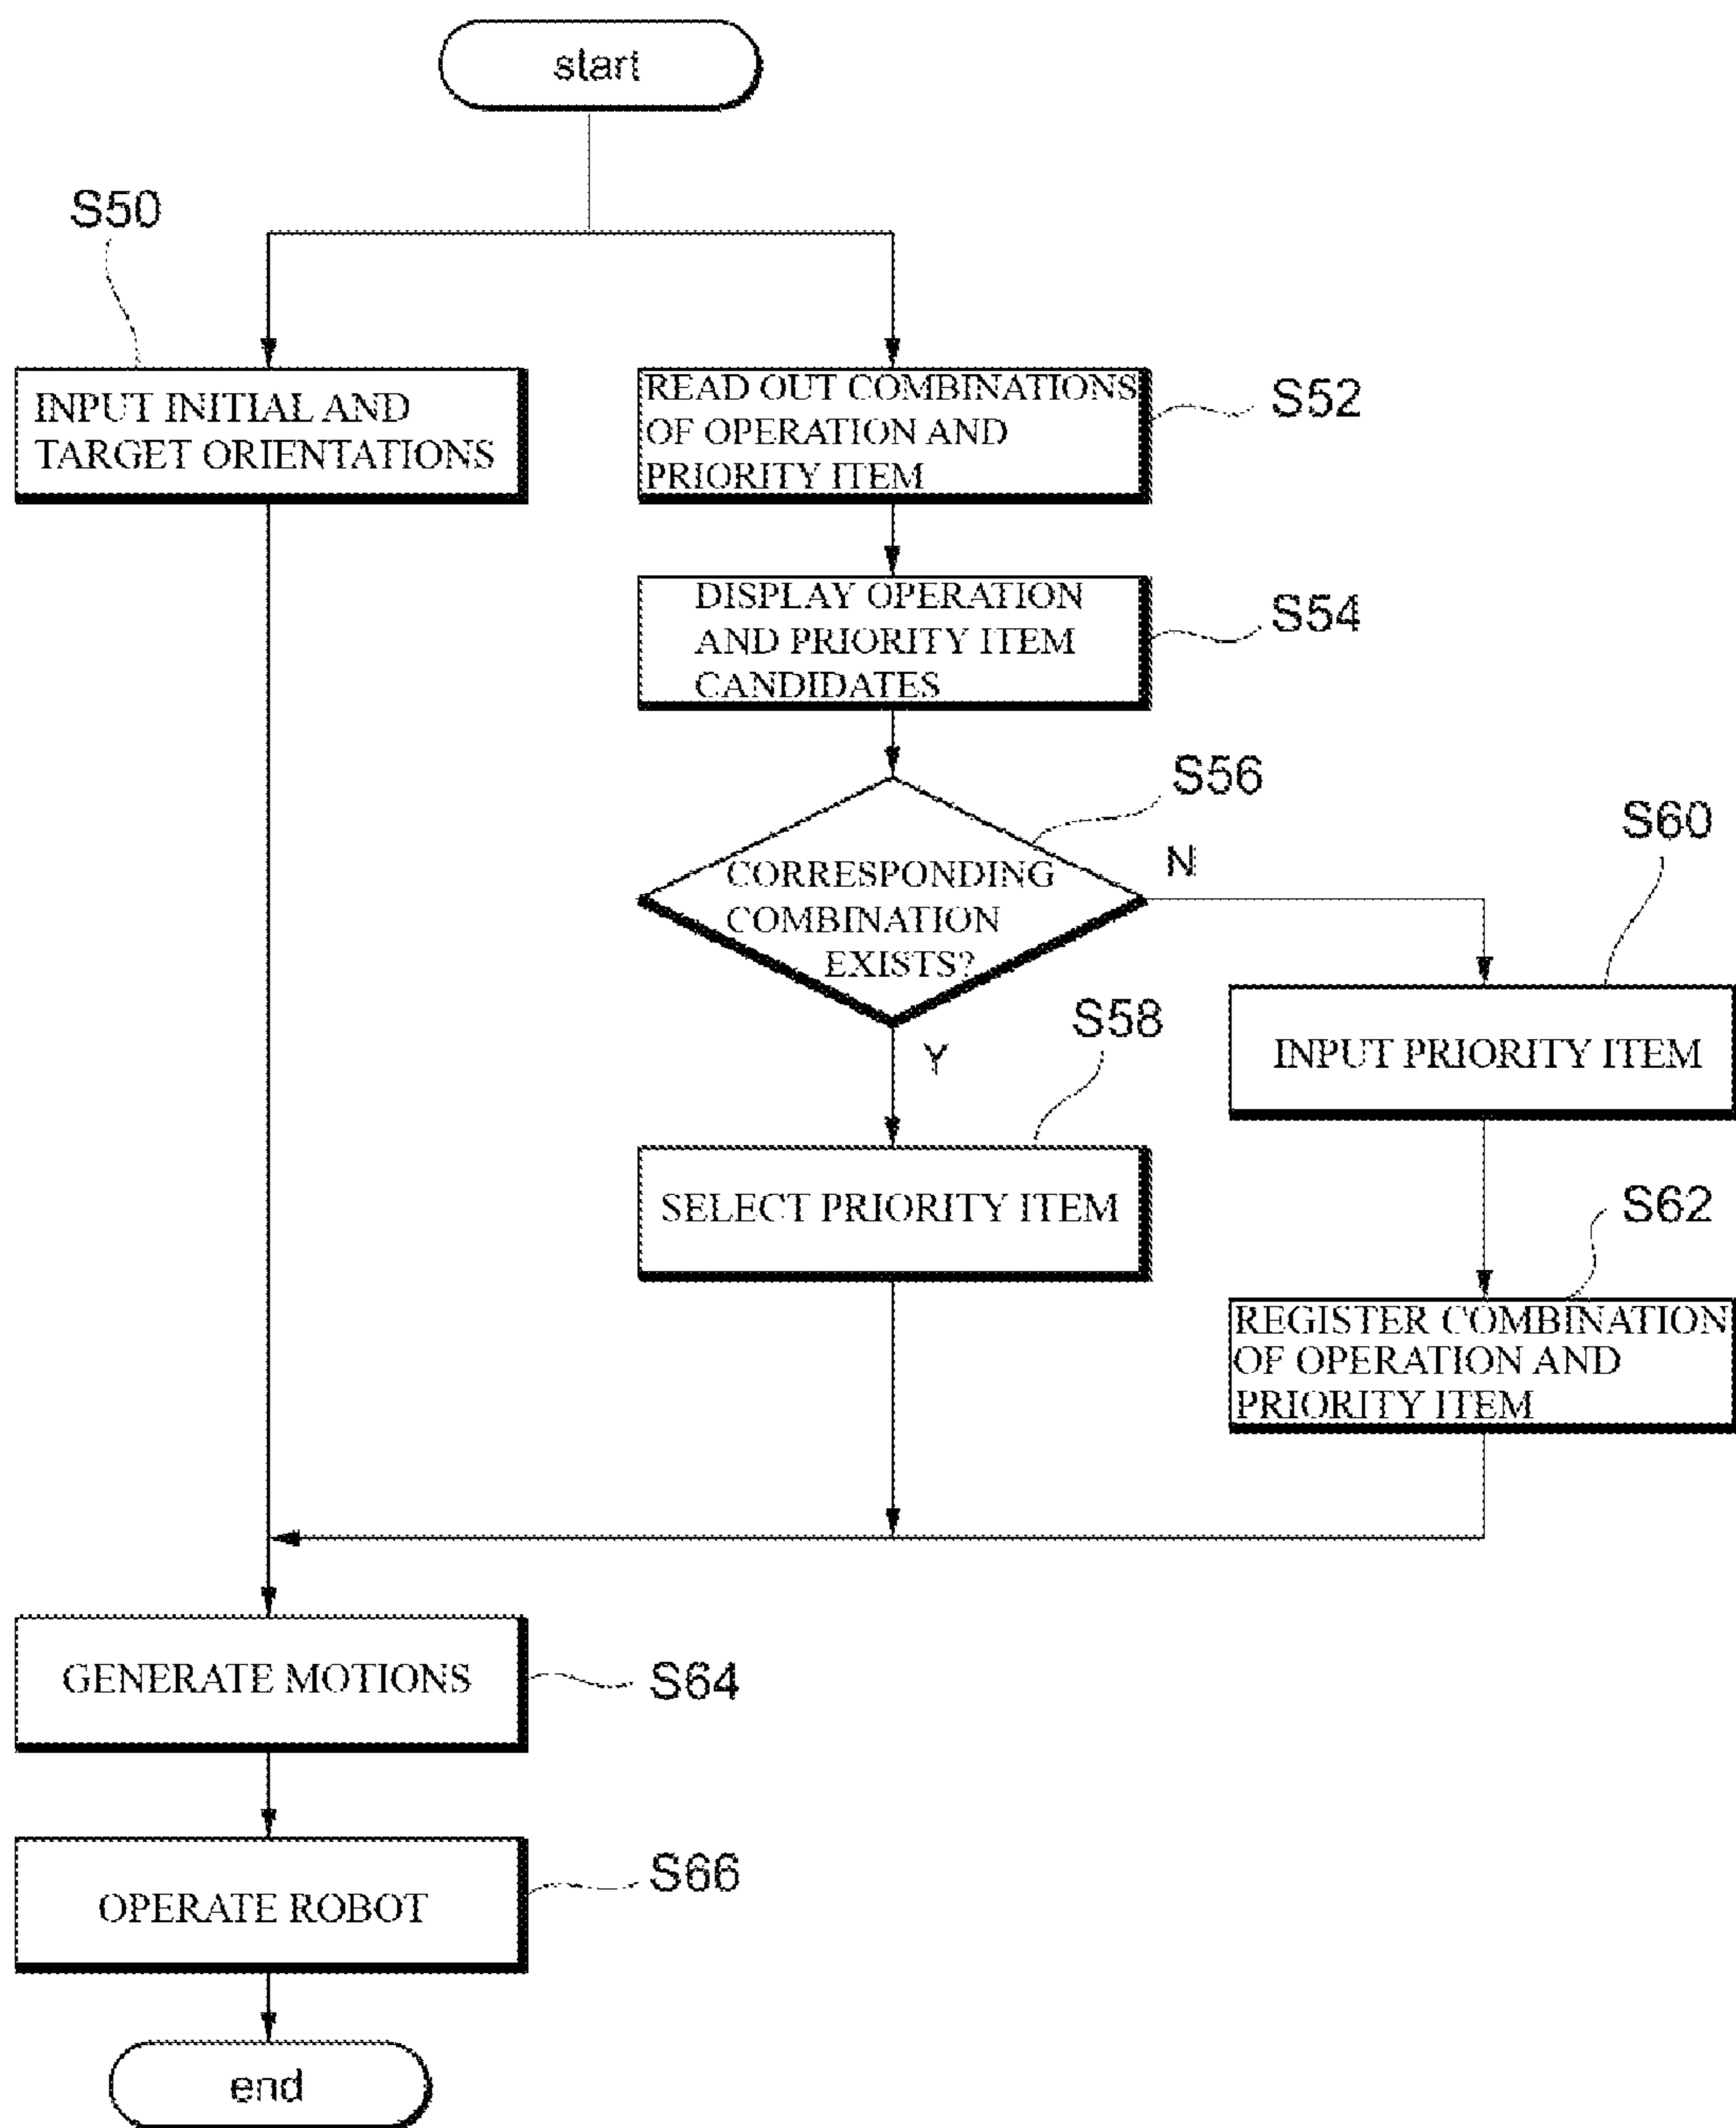 start
S50
INPUT INITIAL AND
TARGET ORIENTATIONS
READ OUT COMBINATIONS
OF OPERATION AND
PRIORITY ITEM
S52
DISPLAY OPERATION
AND PRIORITY ITEM
CANDIDATES
S54
S56
CORRESPONDING
COMBINATION
EXISTS?
N
Y
S60
INPUT PRIORITY ITEM
S58
SELECT PRIORITY ITEM
S62
REGISTER COMBINATION
OF OPERATION AND
PRIORITY ITEM
GENERATE MOTIONS
S64
OPERATE ROBOT
S66
end